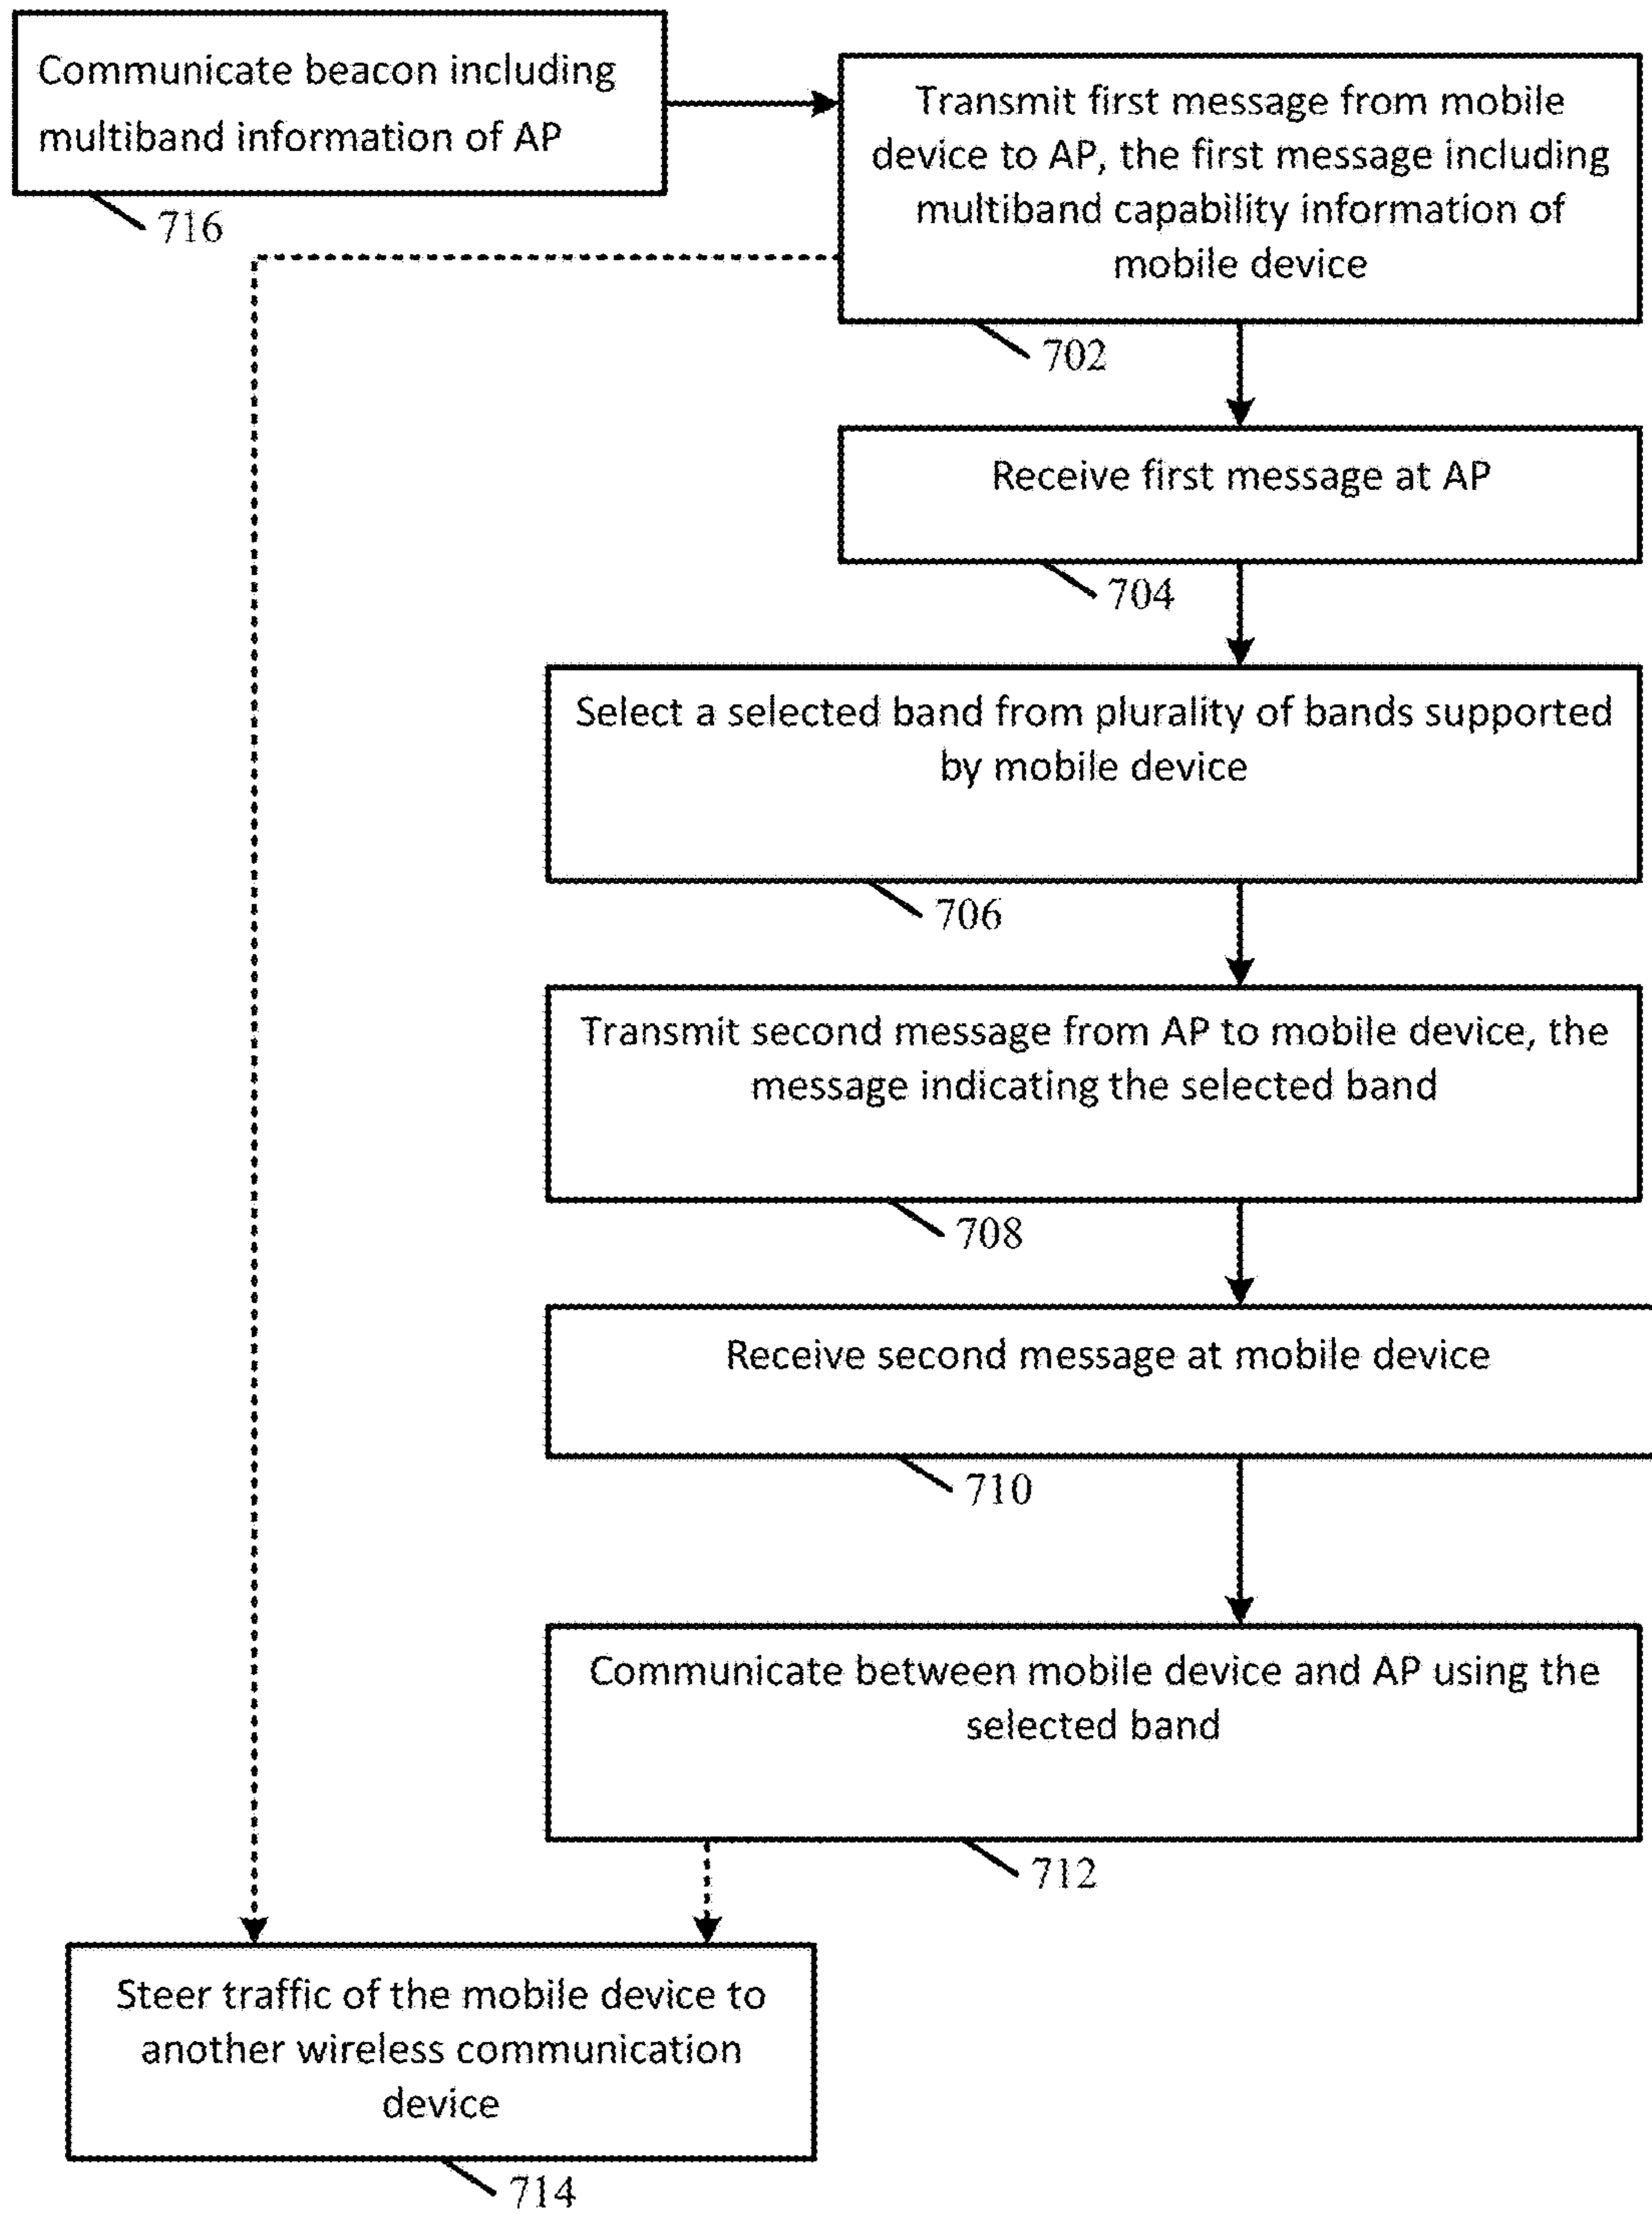 Communicate beacon including
multiband information of AP
716
Transmit first message from mobile
device to AP, the first message including
multiband capability information of
mobile device
702
Receive first message at AP
704
Select a selected band from plurality of bands supported
by mobile device
706
Transmit second message from AP to mobile device, the
message indicating the selected band
708
Receive second message at mobile device
710
Communicate between mobile device and AP using the
selected band
712
Steer traffic of the mobile device to
another wireless communication
device
714